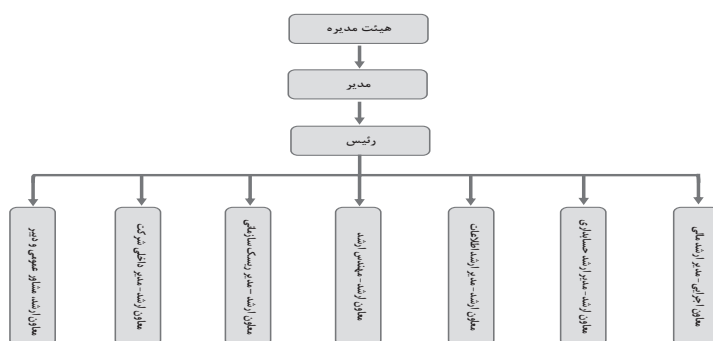 هیئت مدیره
مدیر
رئیس
معاون اجرایی - مدیر ارشد مالی
معاون ارشد - مدیر ارشد حسابداری
معاون ارشد - مدیر ارشد اطلاعات
معاون ارشد - مهندس ارشد
معاون ارشد - مدیر ریسک سازمانی
معاون ارشد - مدیر داخلی شرکت
معاون ارشد، مشاور عمومی و دبیر